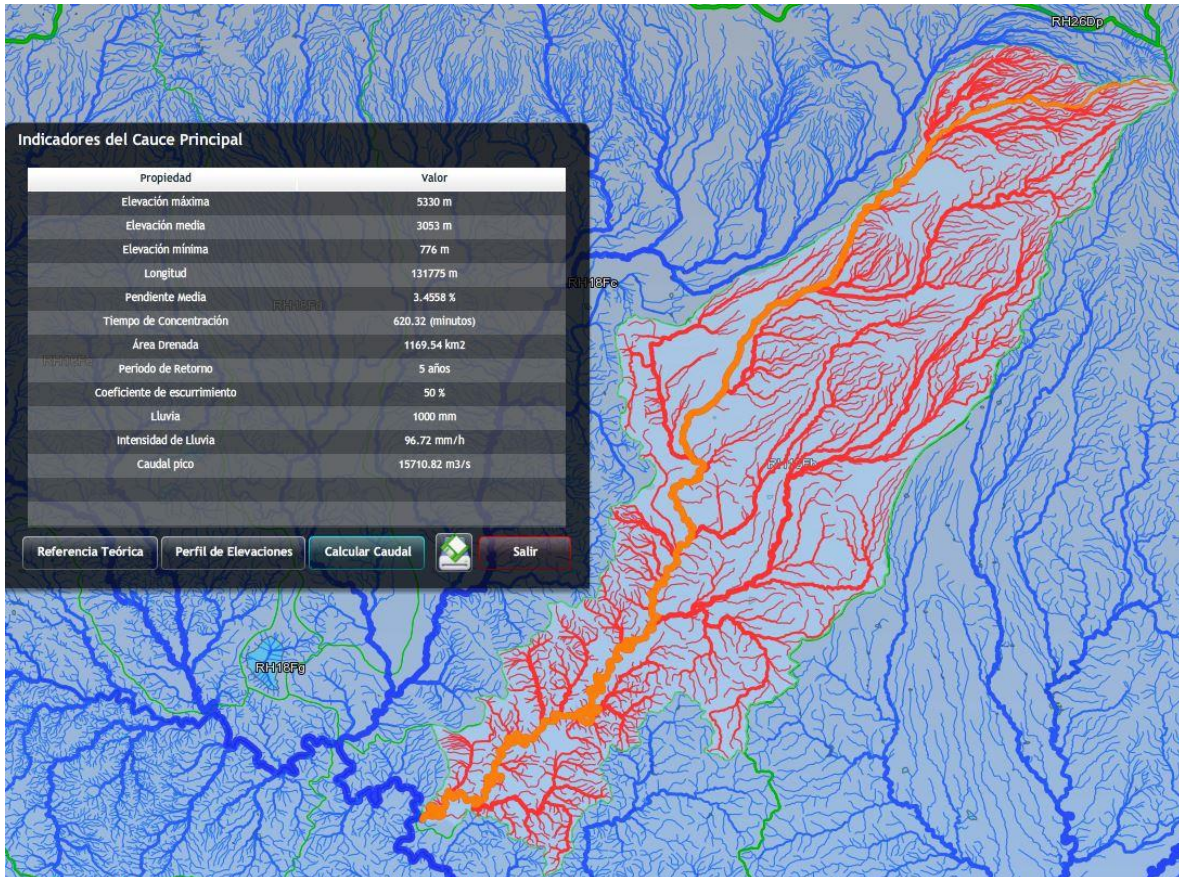 RH26Dp
Indicadores del Cauce Principal
Propiedad Valor
Elevación máxima 5330 m
Elevación media 3053 m
Elevación mínima 776 m
Longitud 131775 m
RH18Fc
Pendiente Media 3.4558 %
Tiempo de Concentración 620.32 (minutos)
Área Drenada 1169.54 km2
Periodo de Retorno 5 años
Coeficiente de escurrimiento 50 %
Lluvia 1000 mm
Intensidad de Lluvia 96.72 mm/h
Caudal pico 15710.82 m3/s
Referencia Teórica Perfil de Elevaciones Calcular Caudal Salir
RH18Fg